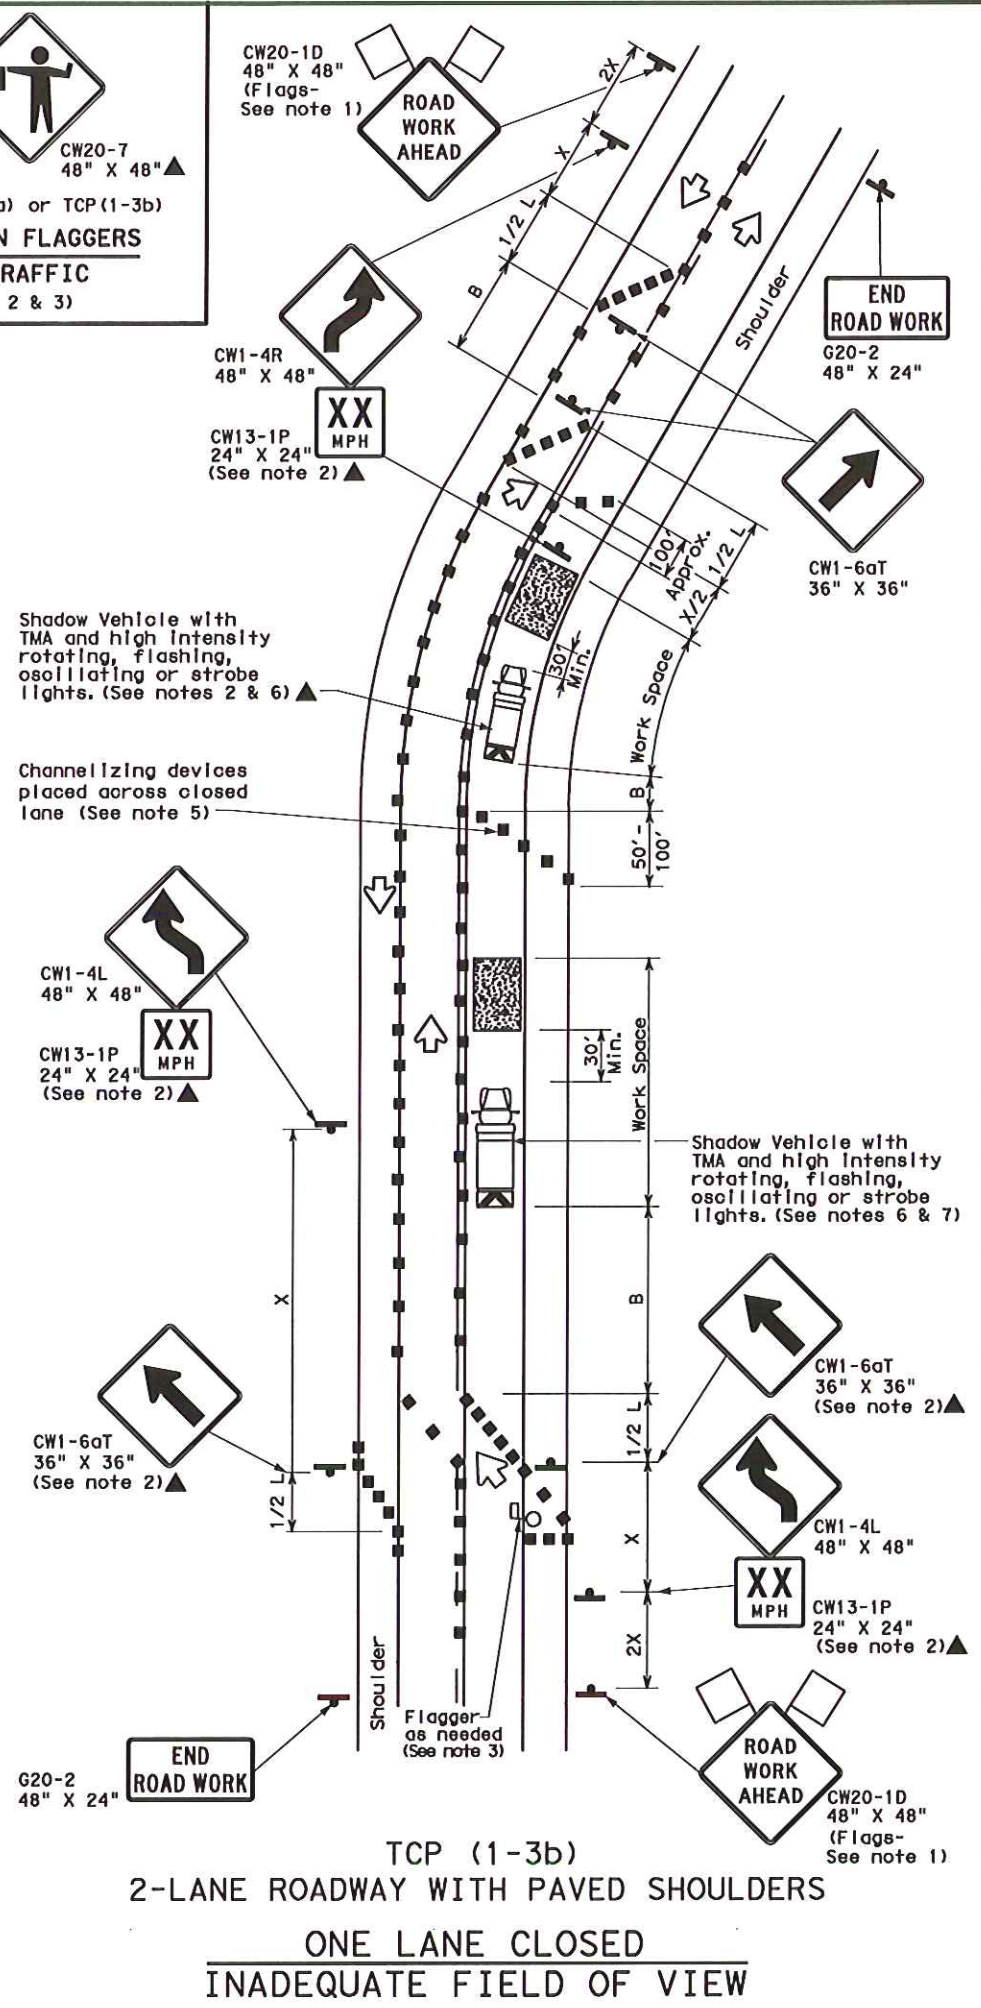 CW20-7
48" X 48"▲
a) or TCP(1-3b)
N FLAGGERS
RAFFIC
2 & 3)
CW20-1D
48" X 48"
(Flags-
See note 1)
ROAD
WORK
AHEAD
2X
X
1/2 L
B
CW1-4R
48" X 48"
XX
MPH
CW13-1P
24" X 24"
(See note 2)▲
Shoulder
END
ROAD WORK
G20-2
48" X 24"
CW1-6aT
36" X 36"
100'
Approx.
1/2 L
X/2
30'
Min.
Work Space
B
50'-
100'
Shadow Vehicle with
TMA and high intensity
rotating, flashing,
oscillating or strobe
lights. (See notes 2 & 6)▲
Channelizing devices
placed across closed
lane (See note 5)
CW1-4L
48" X 48"
XX
MPH
CW13-1P
24" X 24"
(See note 2)▲
30'
Min.
Work Space
Shadow Vehicle with
TMA and high intensity
rotating, flashing,
oscillating or strobe
lights. (See notes 6 & 7)
X
B
CW1-6aT
36" X 36"
(See note 2)▲
1/2 L
CW1-6aT
36" X 36"
(See note 2)▲
1/2 L
X
2X
CW1-4L
48" X 48"
XX
MPH
CW13-1P
24" X 24"
(See note 2)▲
Shoulder
Flagger
as needed
(See note 3)
END
ROAD WORK
G20-2
48" X 24"
ROAD
WORK
AHEAD
CW20-1D
48" X 48"
(Flags-
See note 1)
TCP (1-3b)
2-LANE ROADWAY WITH PAVED SHOULDERS
ONE LANE CLOSED
INADEQUATE FIELD OF VIEW